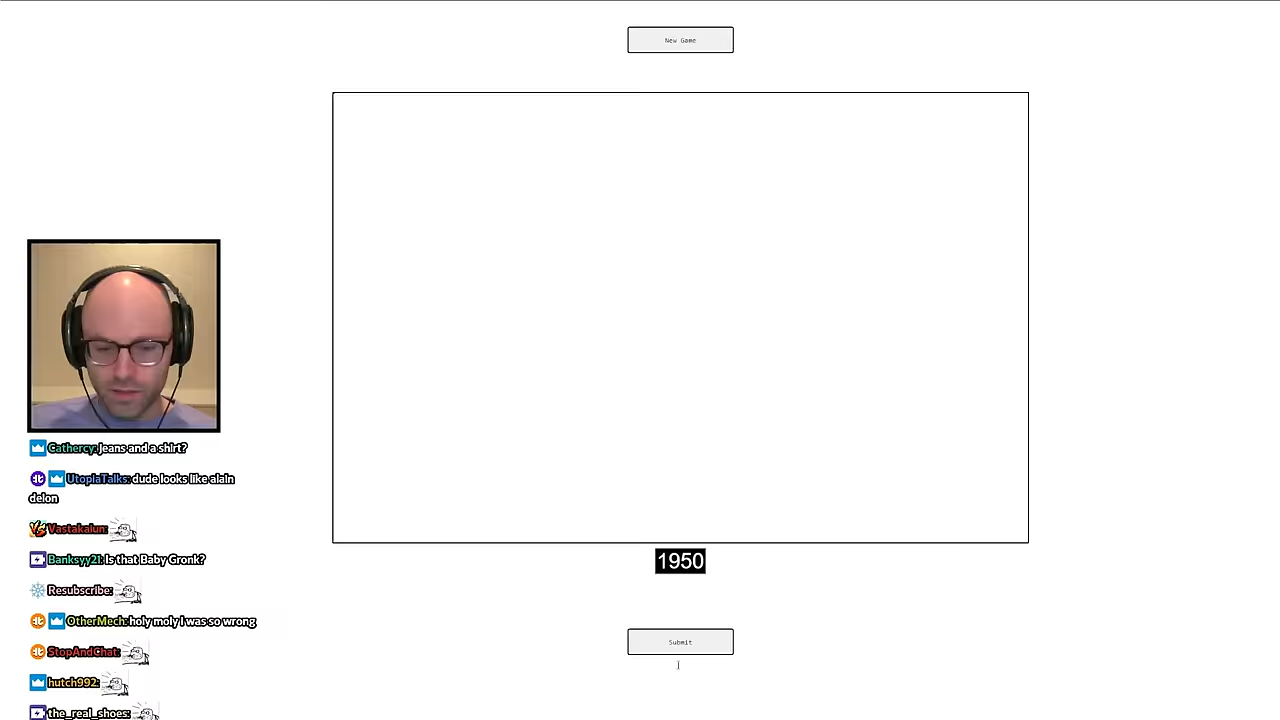 New Game
1950
Submit
Cathercy: Jeans and a shirt?
UtopiaTalks: dude looks like alain
delon
Vastakaiun:
Banksyy21: Is that Baby Gronk?
Resubscribe:
OtherMech: holy moly i was so wrong
StopAndChat:
hutch992:
the_real_shoes: